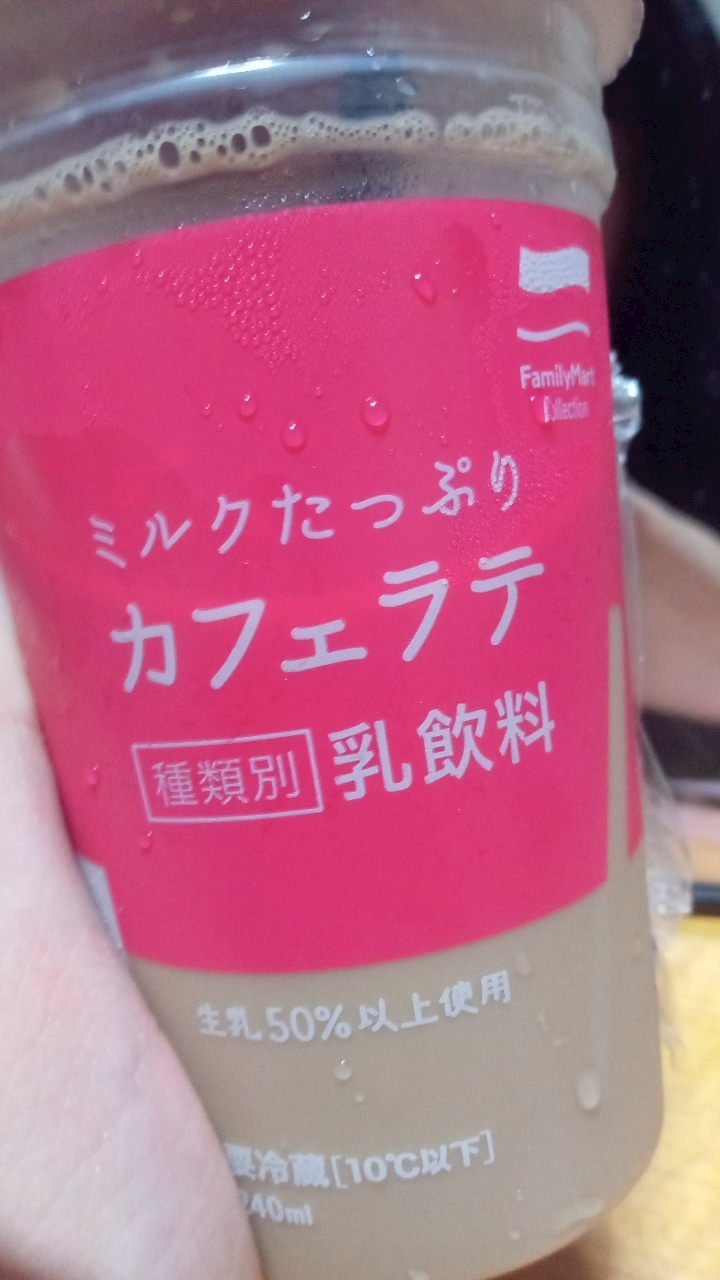 FamilyMart
Collection
ミルクたっぷり
カフェラテ
種類別 乳飲料
生乳50%以上使用
要冷蔵[10℃以下]
240ml